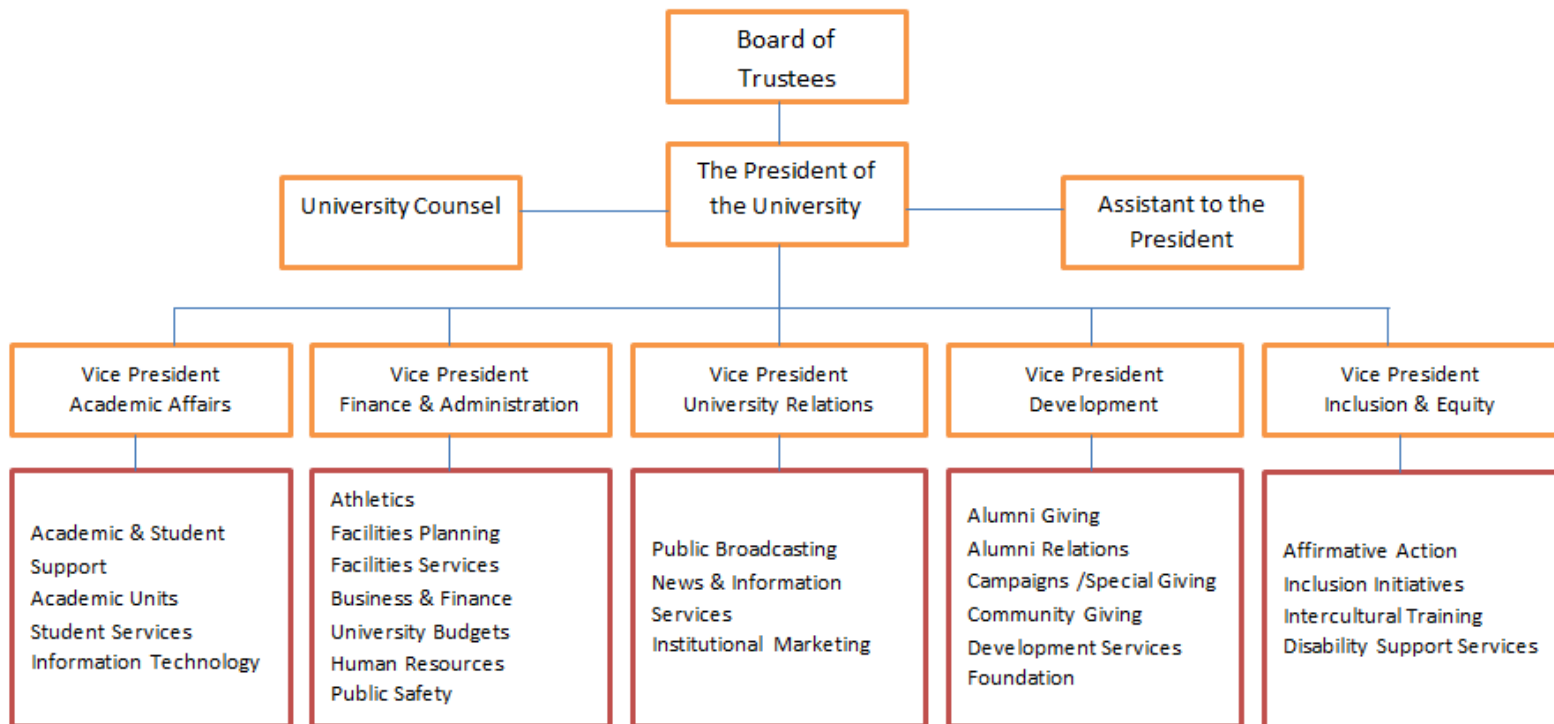 Board of
Trustees
The President of
the University
University Counsel
Assistant to the
President
Vice President
Academic Affairs
Vice President
Finance & Administration
Vice President
University Relations
Vice President
Development
Vice President
Inclusion & Equity
Academic & Student
Support
Academic Units
Student Services
Information Technology
Athletics
Facilities Planning
Facilities Services
Business & Finance
University Budgets
Human Resources
Public Safety
Public Broadcasting
News & Information
Services
Institutional Marketing
Alumni Giving
Alumni Relations
Campaigns /Special Giving
Community Giving
Development Services
Foundation
Affirmative Action
Inclusion Initiatives
Intercultural Training
Disability Support Services